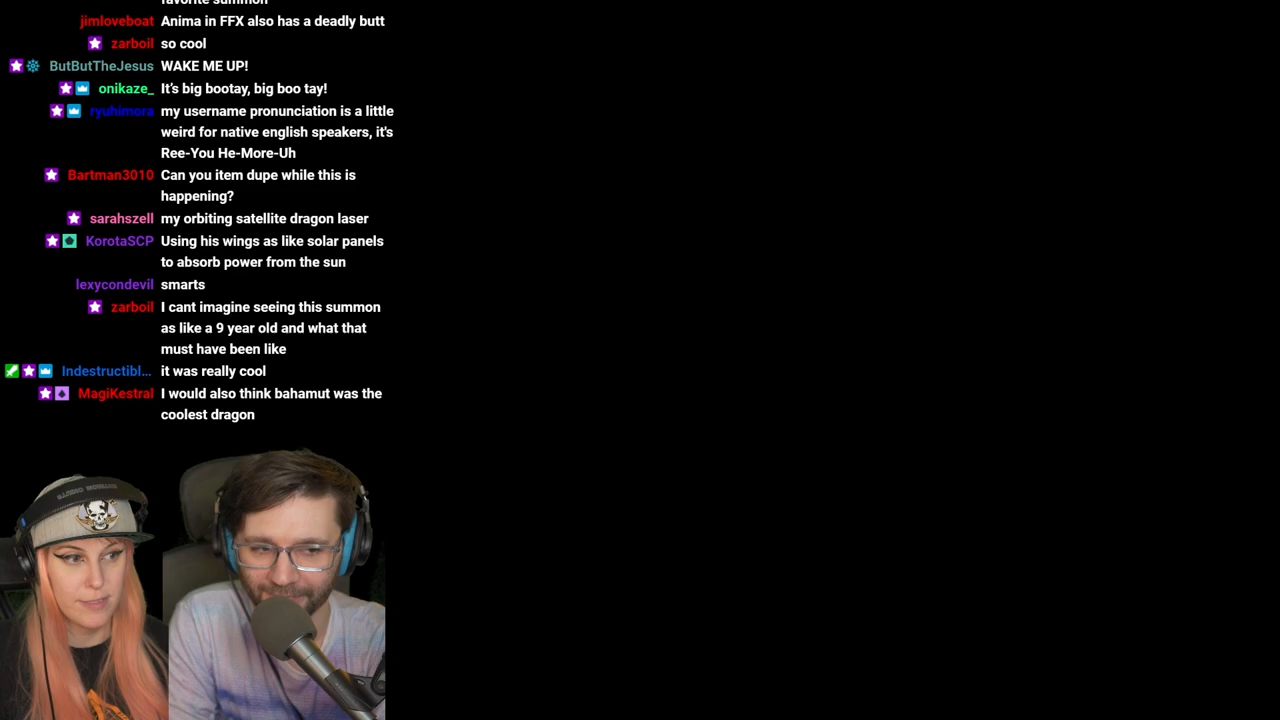 favorite summon
jimloveboat Anima in FFX also has a deadly butt
zarboil so cool
ButButTheJesus WAKE ME UP!
onikaze_ It’s big bootay, big boo tay!
ryuhimora my username pronunciation is a little
weird for native english speakers, it's
Ree-You He-More-Uh
Bartman3010 Can you item dupe while this is
happening?
sarahszell my orbiting satellite dragon laser
KorotaSCP Using his wings as like solar panels
to absorb power from the sun
lexycondevil smarts
zarboil I cant imagine seeing this summon
as like a 9 year old and what that
must have been like
Indestructibl... it was really cool
MagiKestral I would also think bahamut was the
coolest dragon